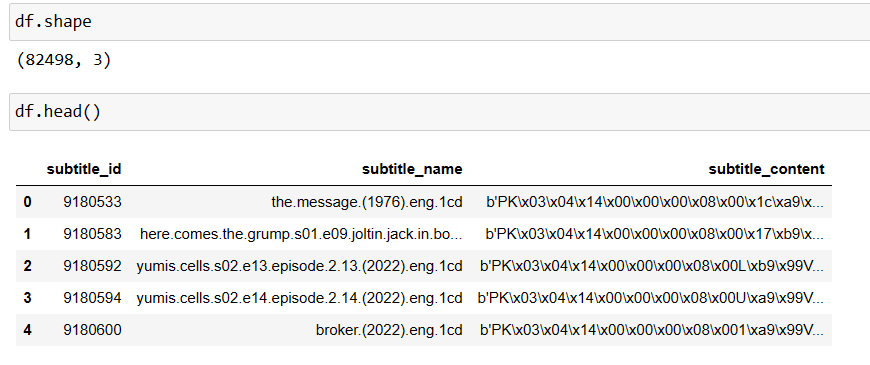 df.shape
(82498, 3)
df.head()
subtitle_id subtitle_name subtitle_content
0 9180533 the.message.(1976).eng.1cd b'PK\x03\x04\x14\x00\x00\x00\x08\x00\x1c\xa9\x...
1 9180583 here.comes.the.grump.s01.e09.joltin.jack.in.bo... b'PK\x03\x04\x14\x00\x00\x00\x08\x00\x17\xb9\x...
2 9180592 yumis.cells.s02.e13.episode.2.13.(2022).eng.1cd b'PK\x03\x04\x14\x00\x00\x00\x08\x00L\xb9\x99V...
3 9180594 yumis.cells.s02.e14.episode.2.14.(2022).eng.1cd b'PK\x03\x04\x14\x00\x00\x00\x08\x00U\xa9\x99V...
4 9180600 broker.(2022).eng.1cd b'PK\x03\x04\x14\x00\x00\x00\x08\x001\xa9\x99V...